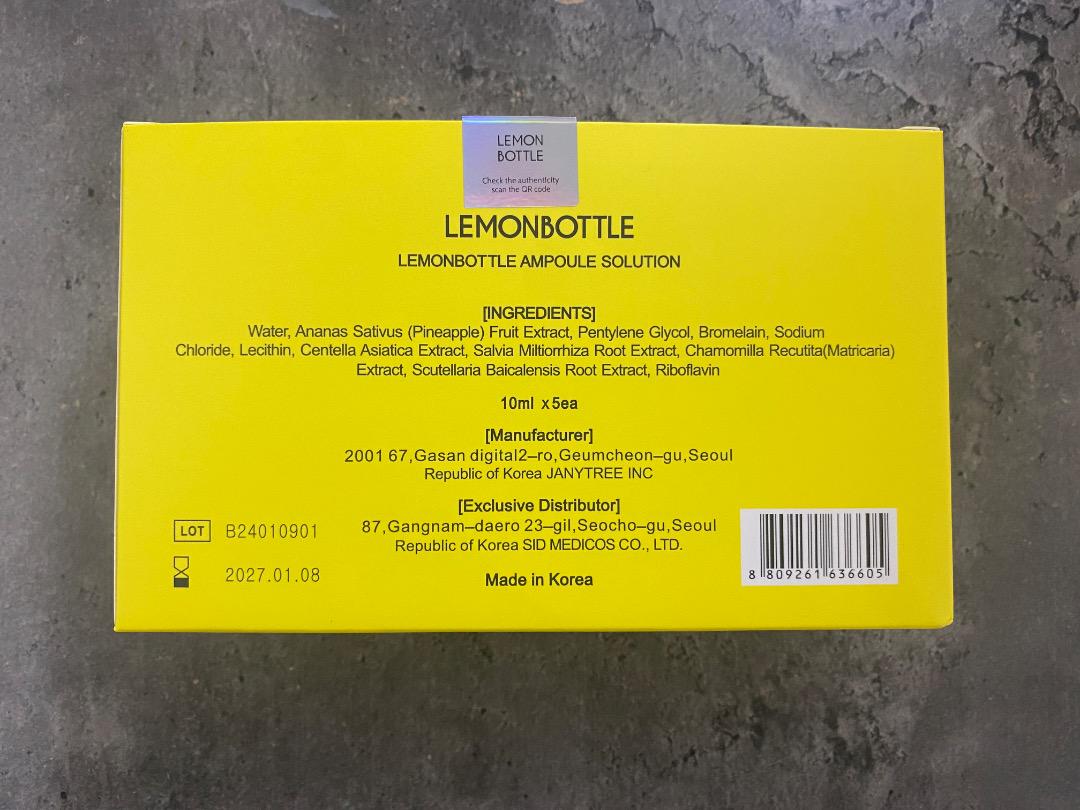 LEMON
BOTTLE
Check the authenticity
scan the QR code
LEMONBOTTLE
LEMONBOTTLE AMPOULE SOLUTION
[INGREDIENTS]
Water, Ananas Sativus (Pineapple) Fruit Extract, Pentylene Glycol, Bromelain, Sodium
Chloride, Lecithin, Centella Asiatica Extract, Salvia Miltiorrhiza Root Extract, Chamomilla Recutita(Matricaria)
Extract, Scutellaria Baicalensis Root Extract, Riboflavin
10ml x5ea
[Manufacturer]
2001 67,Gasan digital2–ro,Geumcheon–gu,Seoul
Republic of Korea JANYTREE INC
[Exclusive Distributor]
87,Gangnam–daero 23–gil,Seocho–gu,Seoul
Republic of Korea SID MEDICOS CO., LTD.
Made in Korea
LOT B24010901
2027.01.08
8 809261 636605